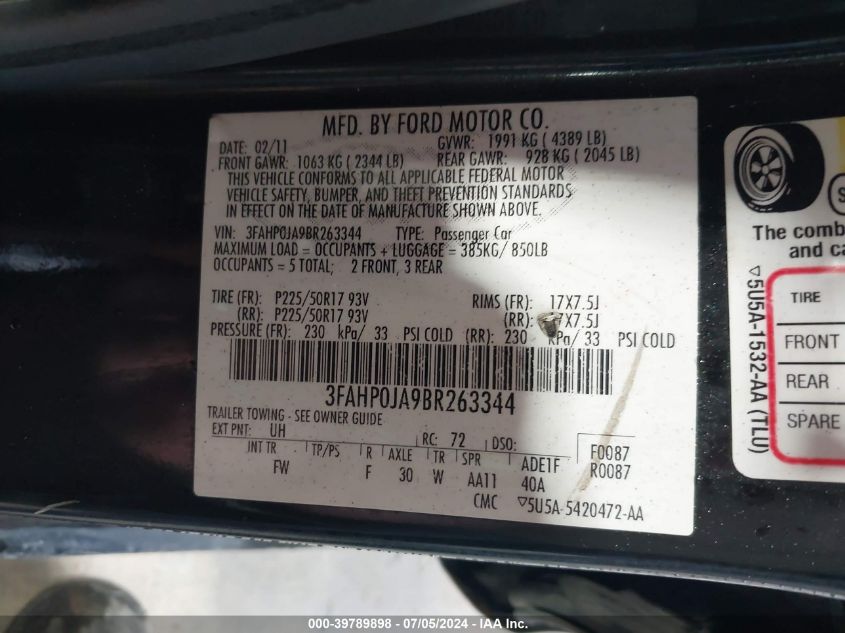 MFD. BY FORD MOTOR CO.
DATE: 02/11 GVWR: 1991 KG ( 4389 LB)
FRONT GAWR: 1063 KG ( 2344 LB) REAR GAWR: 928 KG ( 2045 LB)
THIS VEHICLE CONFORMS TO ALL APPLICABLE FEDERAL MOTOR
VEHICLE SAFETY, BUMPER, AND THEFT PREVENTION STANDARDS
IN EFFECT ON THE DATE OF MANUFACTURE SHOWN ABOVE.
VIN: 3FAHP0JA9BR263344 TYPE: Passenger Car
MAXIMUM LOAD = OCCUPANTS + LUGGAGE = 385KG/ 850LB
OCCUPANTS = 5 TOTAL; 2 FRONT, 3 REAR
TIRE (FR): P225/50R17 93V RIMS (FR): 17X7.5J
(RR): P225/50R17 93V (RR): 7X7.5J
PRESSURE (FR): 230 kPa/ 33 PSI COLD (RR): 230 kPa/ 33 PSI COLD
3FAHP0JA9BR263344
TRAILER TOWING - SEE OWNER GUIDE
EXT PNT: UH RC: 72 DSO: F0087
R0087
INT TR TP/PS R AXLE TR SPR ADE1F
FW F 30 W AA11 40A
CMC 5U5A-5420472-AA
The comb
and ca
TIRE
FRONT
REAR
SPARE
5U5A-1532-AA (TLU)
000-39789898 - 07/05/2024 - IAA Inc.